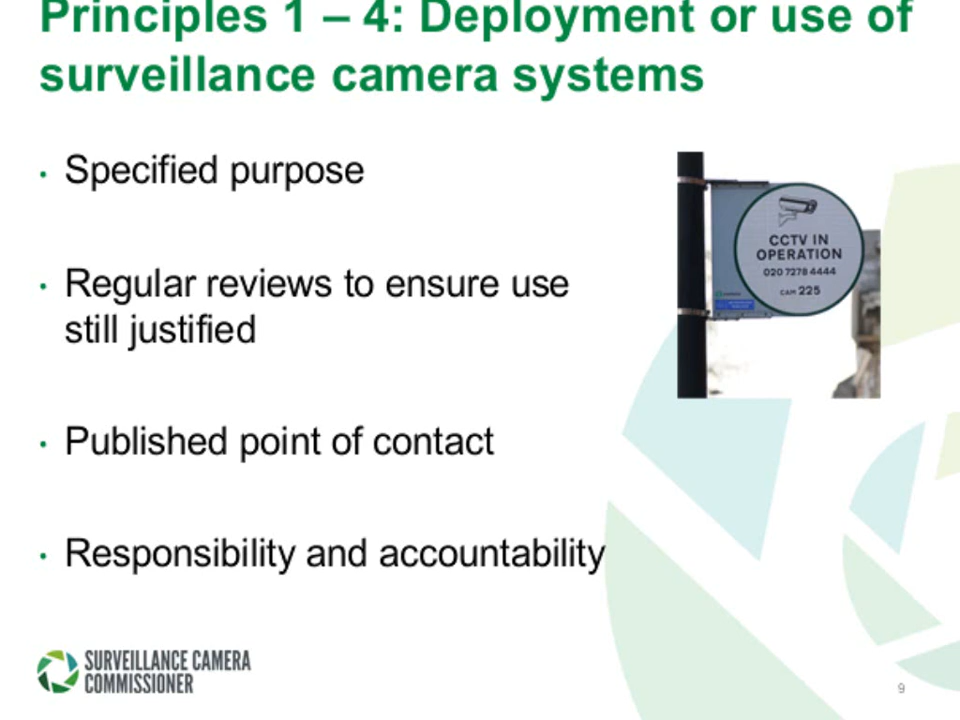 Principles 1 – 4: Deployment or use of
surveillance camera systems
• Specified purpose
• Regular reviews to ensure use
still justified
• Published point of contact
• Responsibility and accountability
CCTV IN
OPERATION
020 7278 4444
CAM 225
SURVEILLANCE CAMERA
COMMISSIONER
9